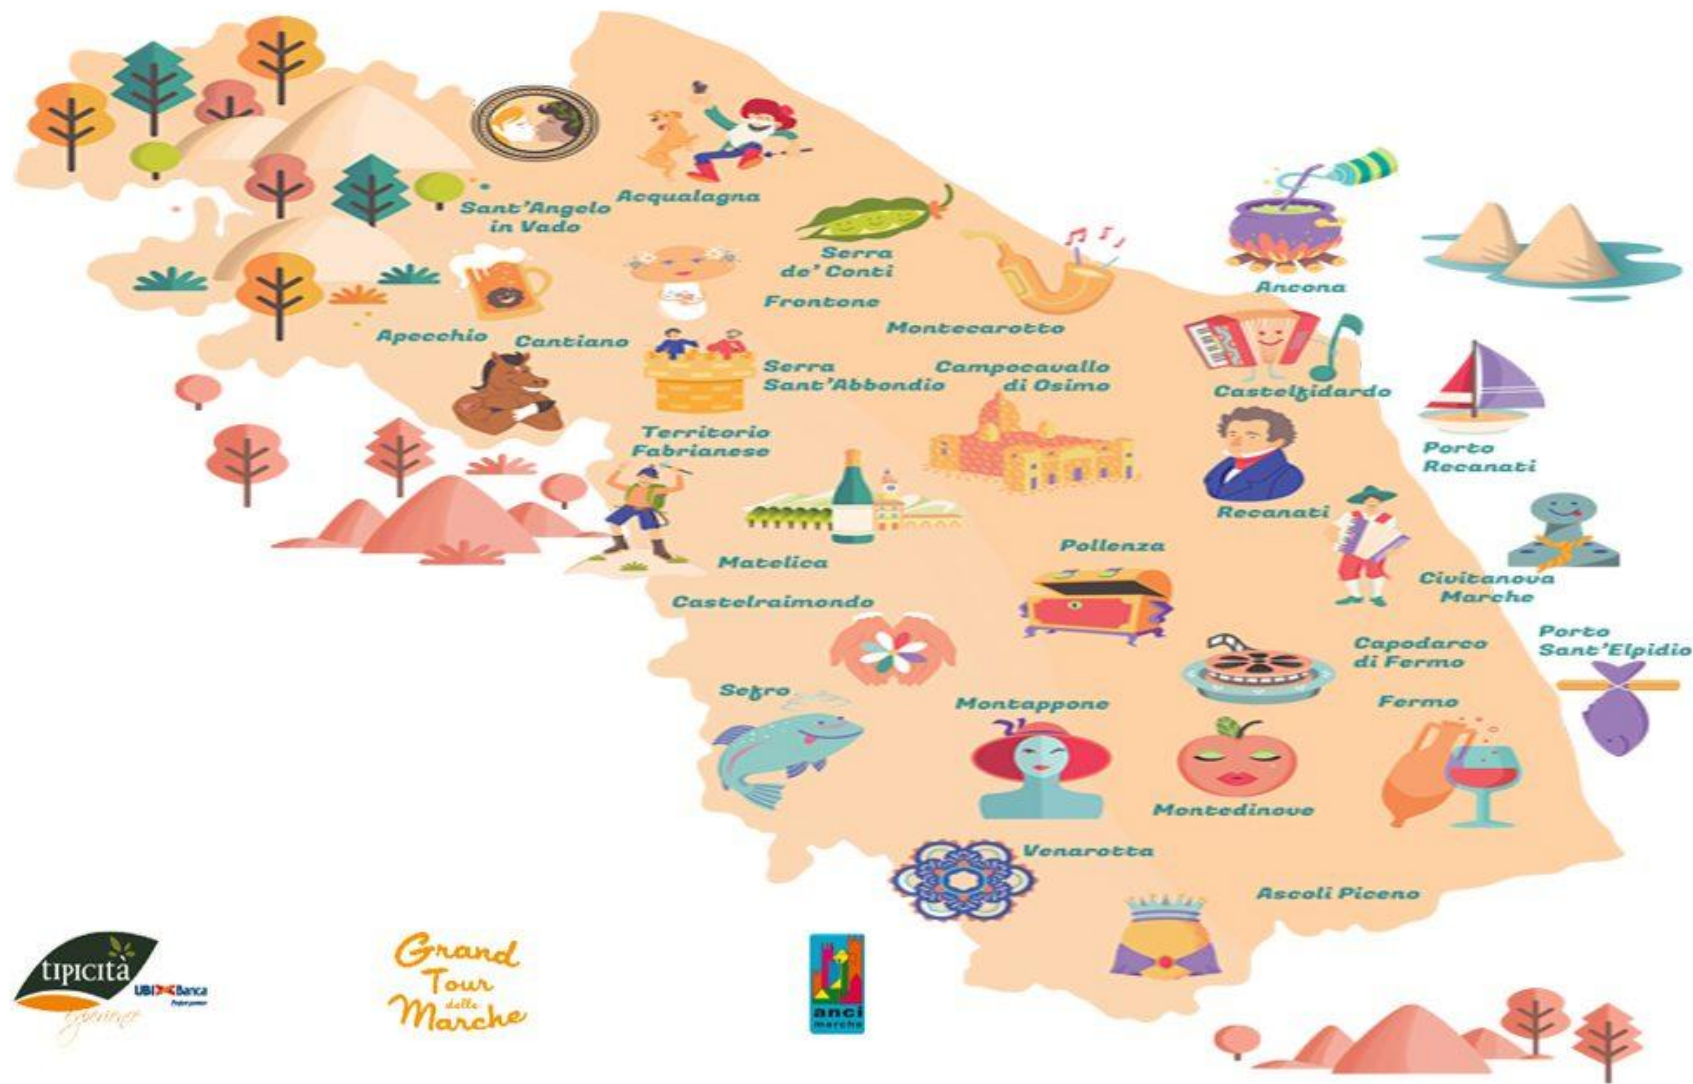 Acqualagna
Sant'Angelo
in Vado
Serra
de' Conti
Ancona
Frontone
Montecarotto
Apecchio
Cantiano
Serra
Sant'Abbondio
Campocavallo
di Osimo
Castelfidardo
Territorio
Fabrianese
Porto
Recanati
Recanati
Pollenza
Matelica
Civitanova
Marche
Castelraimondo
Porto
Sant'Elpidio
Capodarco
di Fermo
Sefro
Montappone
Fermo
Montedinove
Venarotta
Ascoli Piceno
TIPICITÀ
UBI Banca
Experience
Grand
Tour
delle
Marche
anci
marche